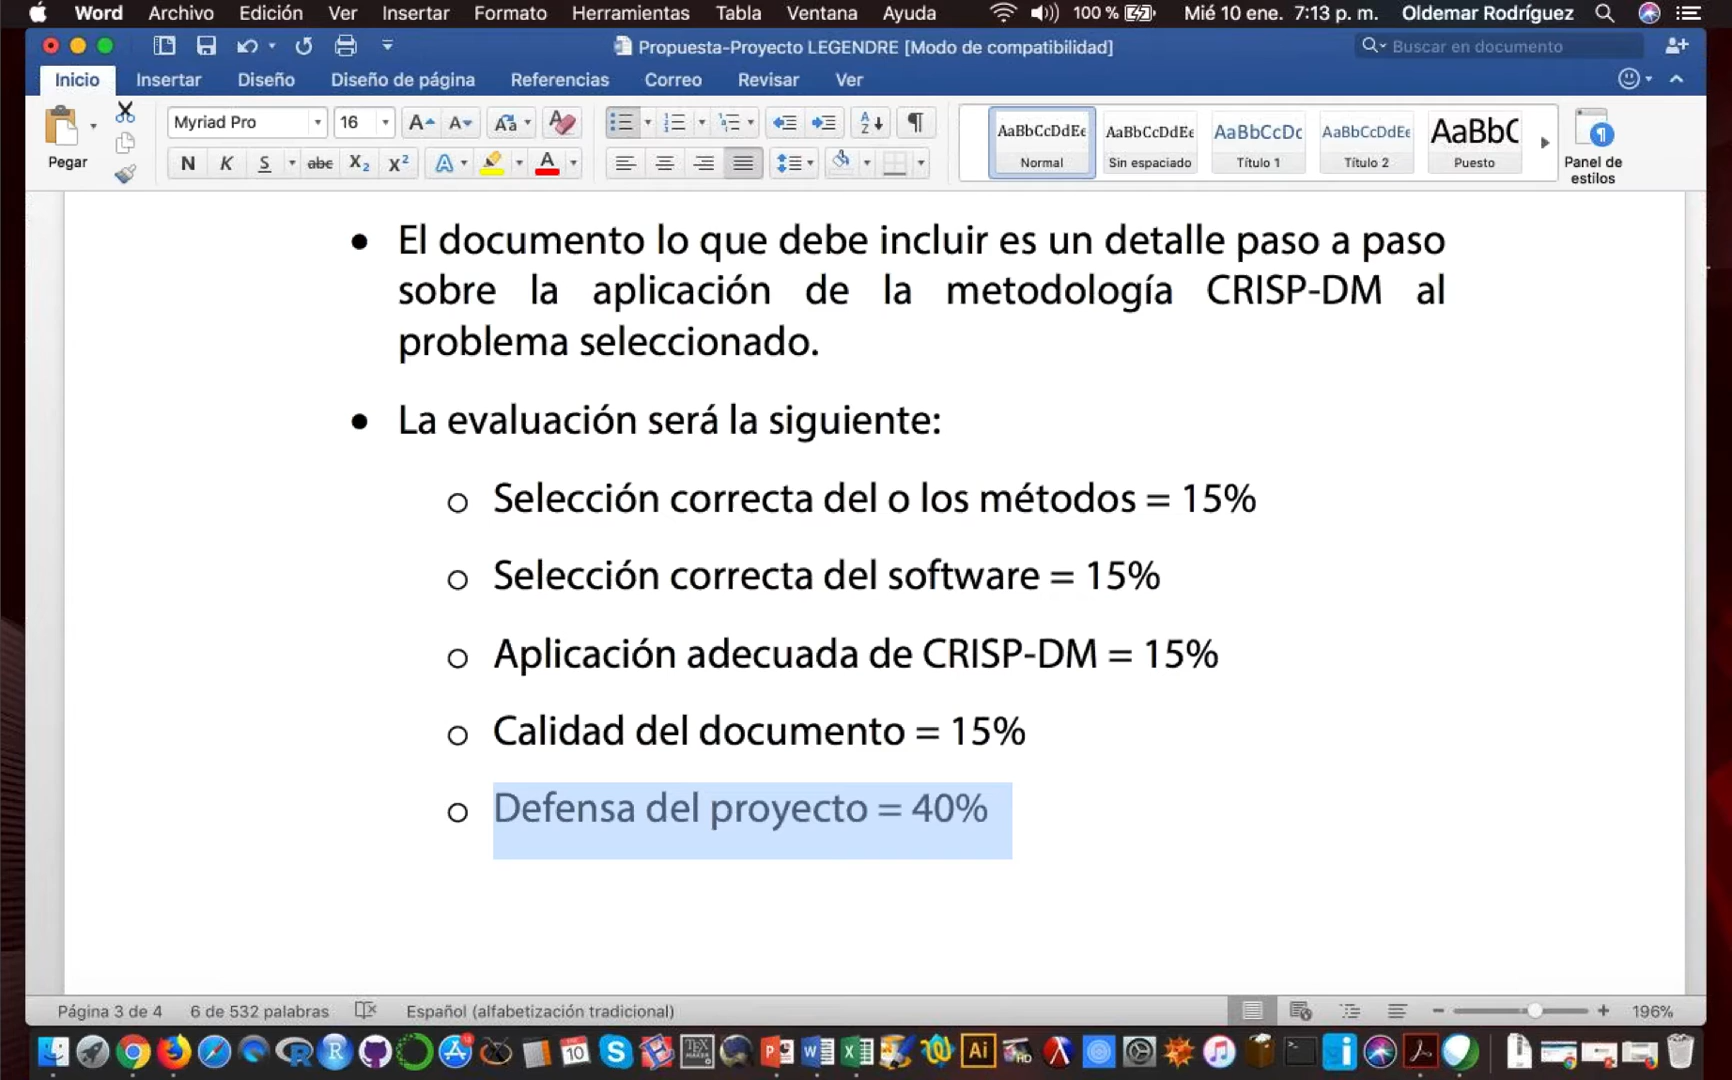 Word Archivo Edición Ver Insertar Formato Herramientas Tabla Ventana Ayuda 100 % Mié 10 ene. 7:13 p. m. Oldemar Rodríguez
Propuesta-Proyecto LEGENDRE [Modo de compatibilidad] Buscar en documento
Inicio Insertar Diseño Diseño de página Referencias Correo Revisar Ver
Myriad Pro 16
AaBbCcDdEe AaBbCcDdEe AaBbCcDc AaBbCcDdEe AaBbC
Pegar N K S abc X2 X2 A A Normal Sin espaciado Título 1 Título 2 Puesto Panel de
estilos
• El documento lo que debe incluir es un detalle paso a paso
sobre la aplicación de la metodología CRISP-DM al
problema seleccionado.
• La evaluación será la siguiente:
o Selección correcta del o los métodos = 15%
o Selección correcta del software = 15%
o Aplicación adecuada de CRISP-DM = 15%
o Calidad del documento = 15%
o Defensa del proyecto = 40%
Página 3 de 4 6 de 532 palabras Español (alfabetización tradicional) 196%